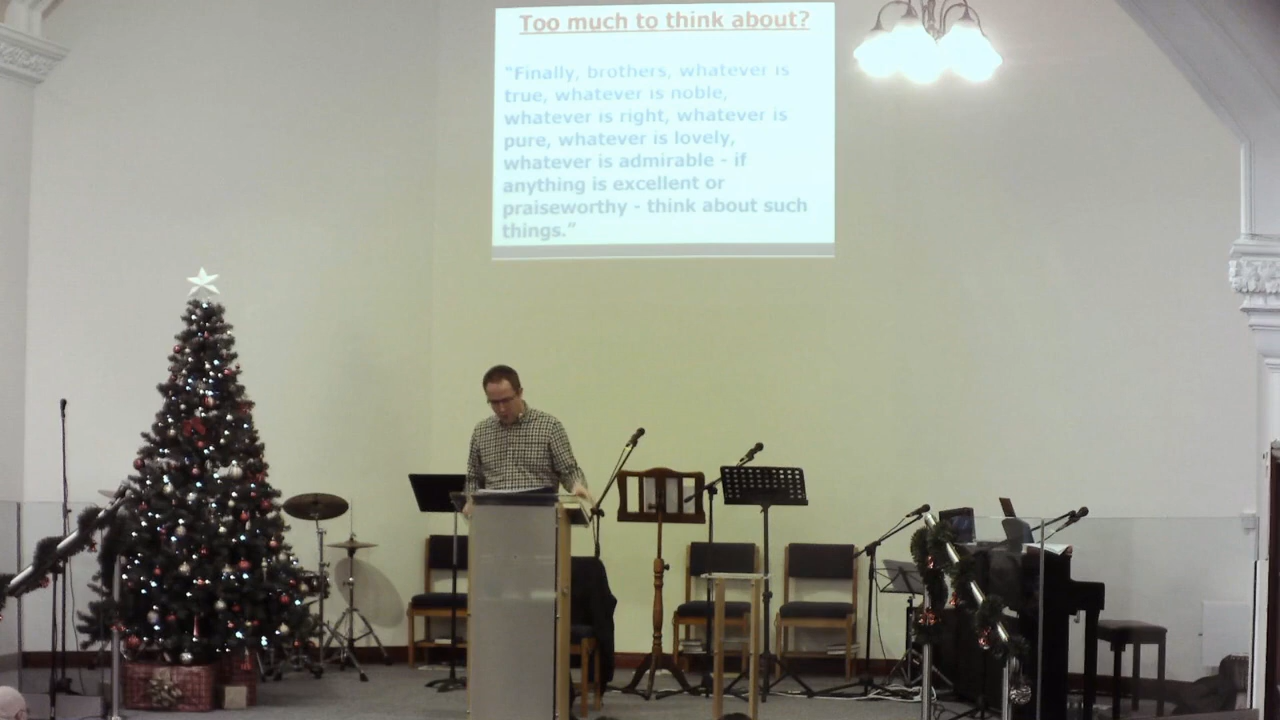 Too much to think about?
"Finally, brothers, whatever is
true, whatever is noble,
whatever is right, whatever is
pure, whatever is lovely,
whatever is admirable - if
anything is excellent or
praiseworthy - think about such
things."